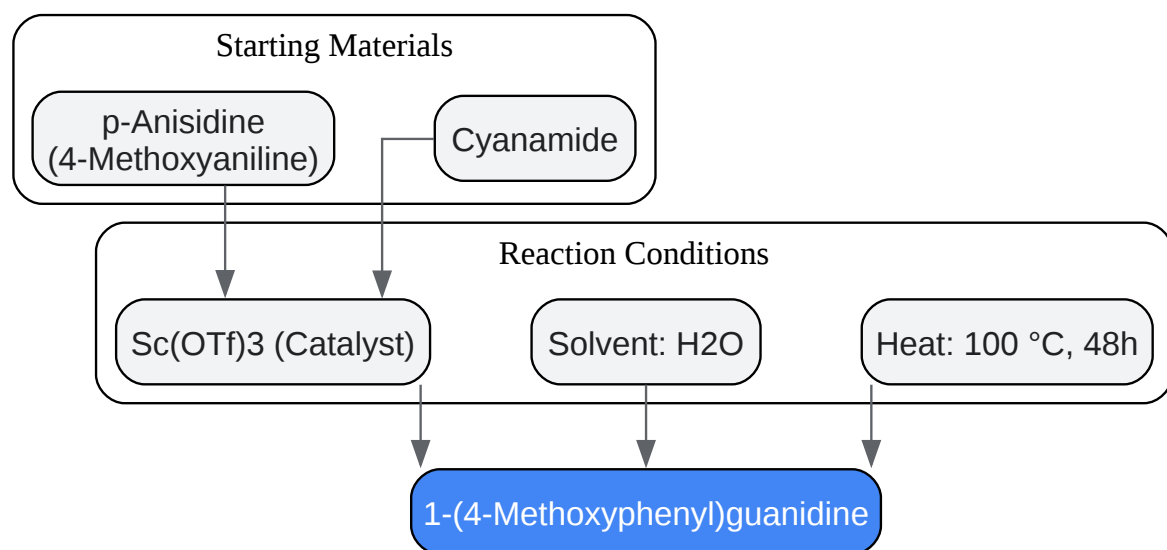 Starting Materials
p-Anisidine
(4-Methoxyaniline)
Cyanamide
Reaction Conditions
Sc(OTf)3 (Catalyst)
Solvent: H2O
Heat: 100 °C, 48h
1-(4-Methoxyphenyl)guanidine